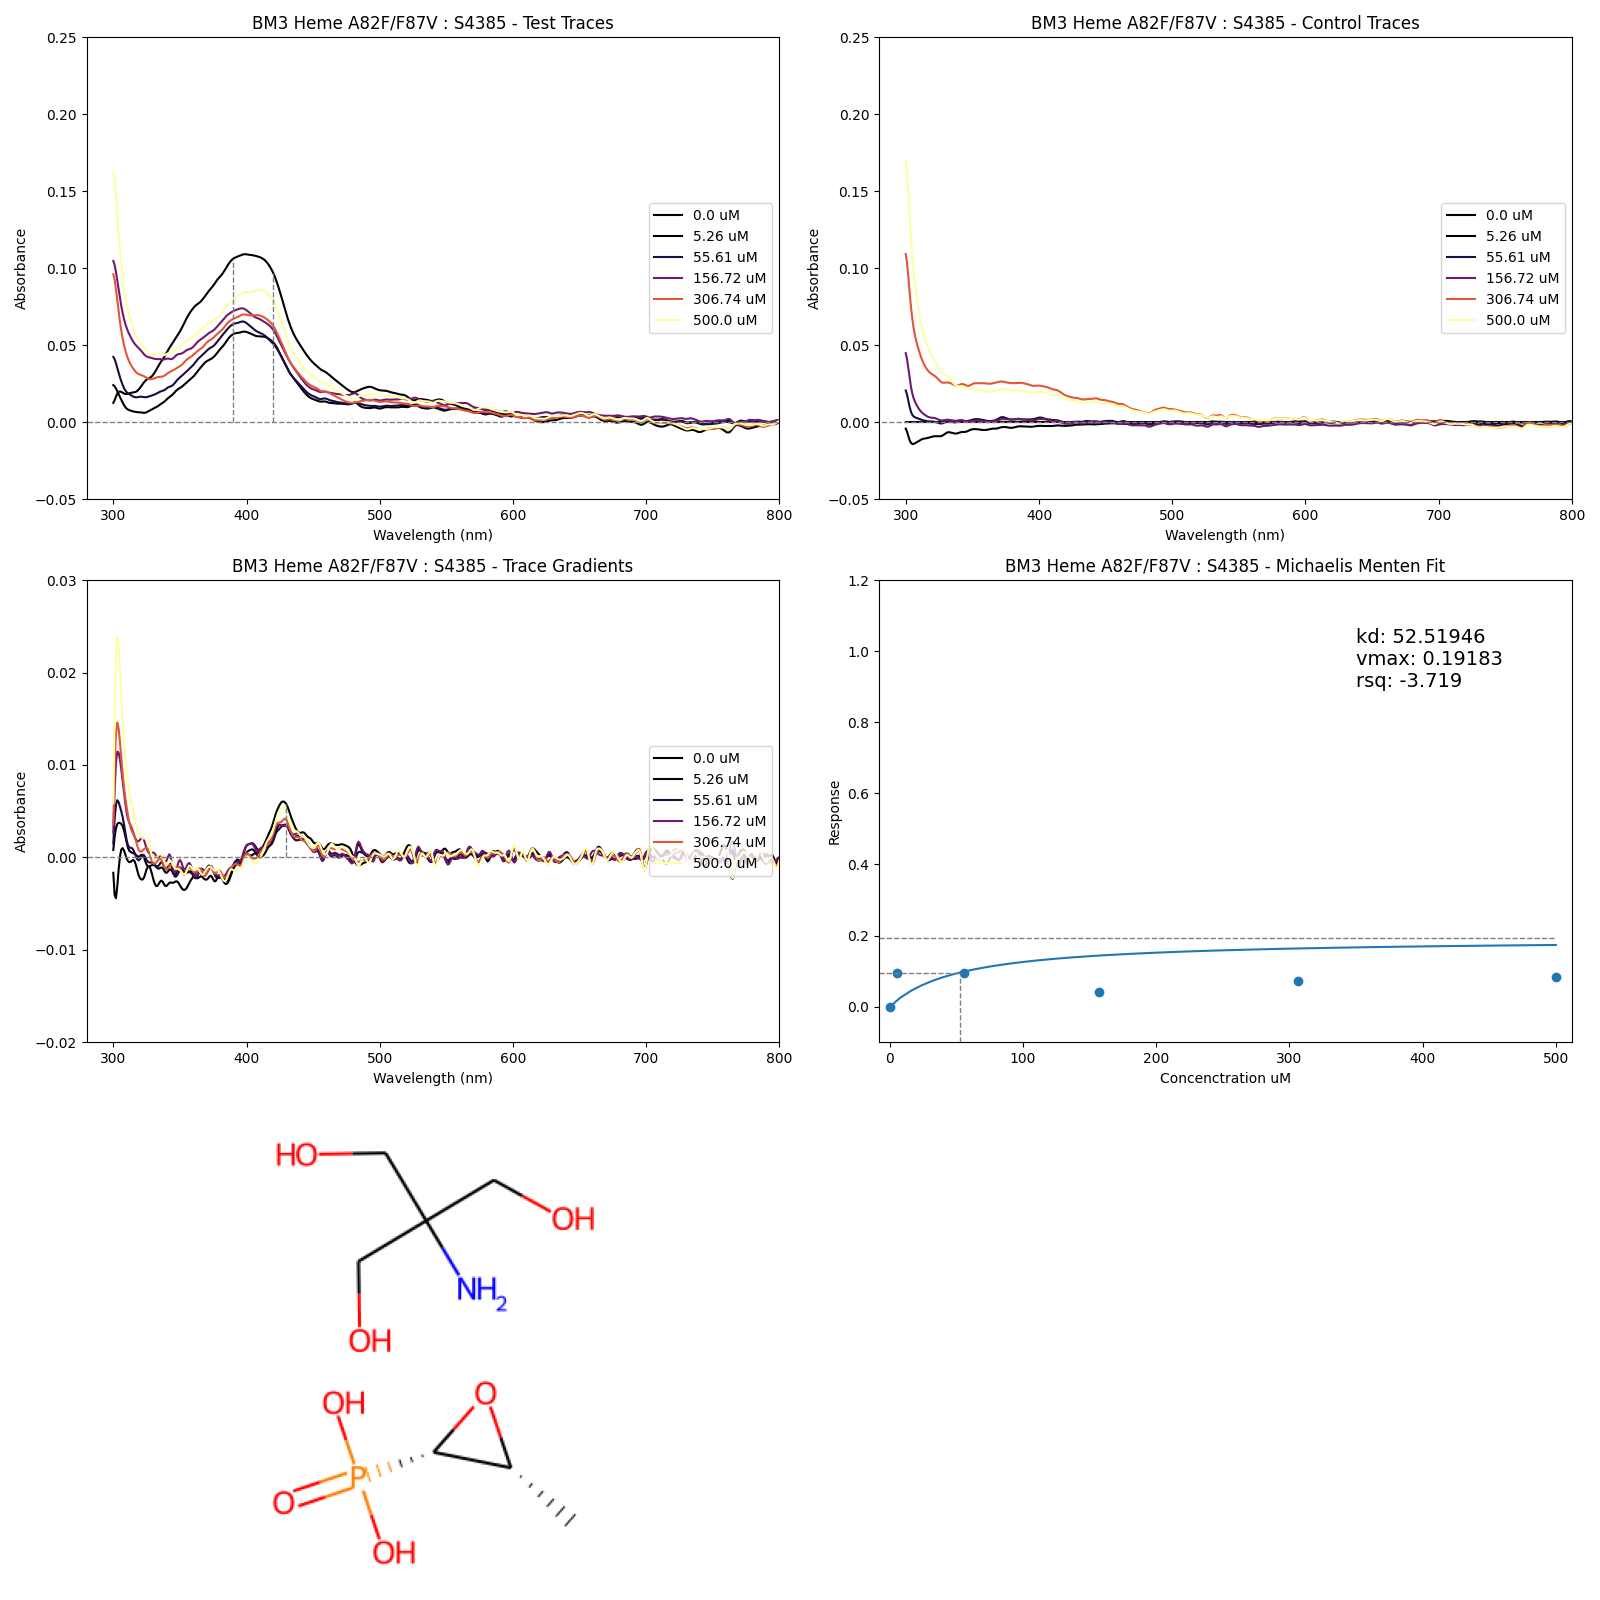 BM3 Heme A82F/F87V : S4385 - Test Traces
0.25
0.20
0.15
0.10
0.05
0.00
−0.05
Absorbance
300 400 500 600 700 800
Wavelength (nm)
0.0 uM
5.26 uM
55.61 uM
156.72 uM
306.74 uM
500.0 uM
BM3 Heme A82F/F87V : S4385 - Control Traces
0.25
0.20
0.15
0.10
0.05
0.00
−0.05
Absorbance
300 400 500 600 700 800
Wavelength (nm)
0.0 uM
5.26 uM
55.61 uM
156.72 uM
306.74 uM
500.0 uM
BM3 Heme A82F/F87V : S4385 - Trace Gradients
0.03
0.02
0.01
0.00
−0.01
−0.02
Absorbance
300 400 500 600 700 800
Wavelength (nm)
0.0 uM
5.26 uM
55.61 uM
156.72 uM
306.74 uM
500.0 uM
BM3 Heme A82F/F87V : S4385 - Michaelis Menten Fit
1.2
1.0
0.8
0.6
0.4
0.2
0.0
Response
kd: 52.51946
vmax: 0.19183
rsq: -3.719
0 100 200 300 400 500
Concenctration uM
HO
OH
NH2
OH
OH
O
P
O
OH